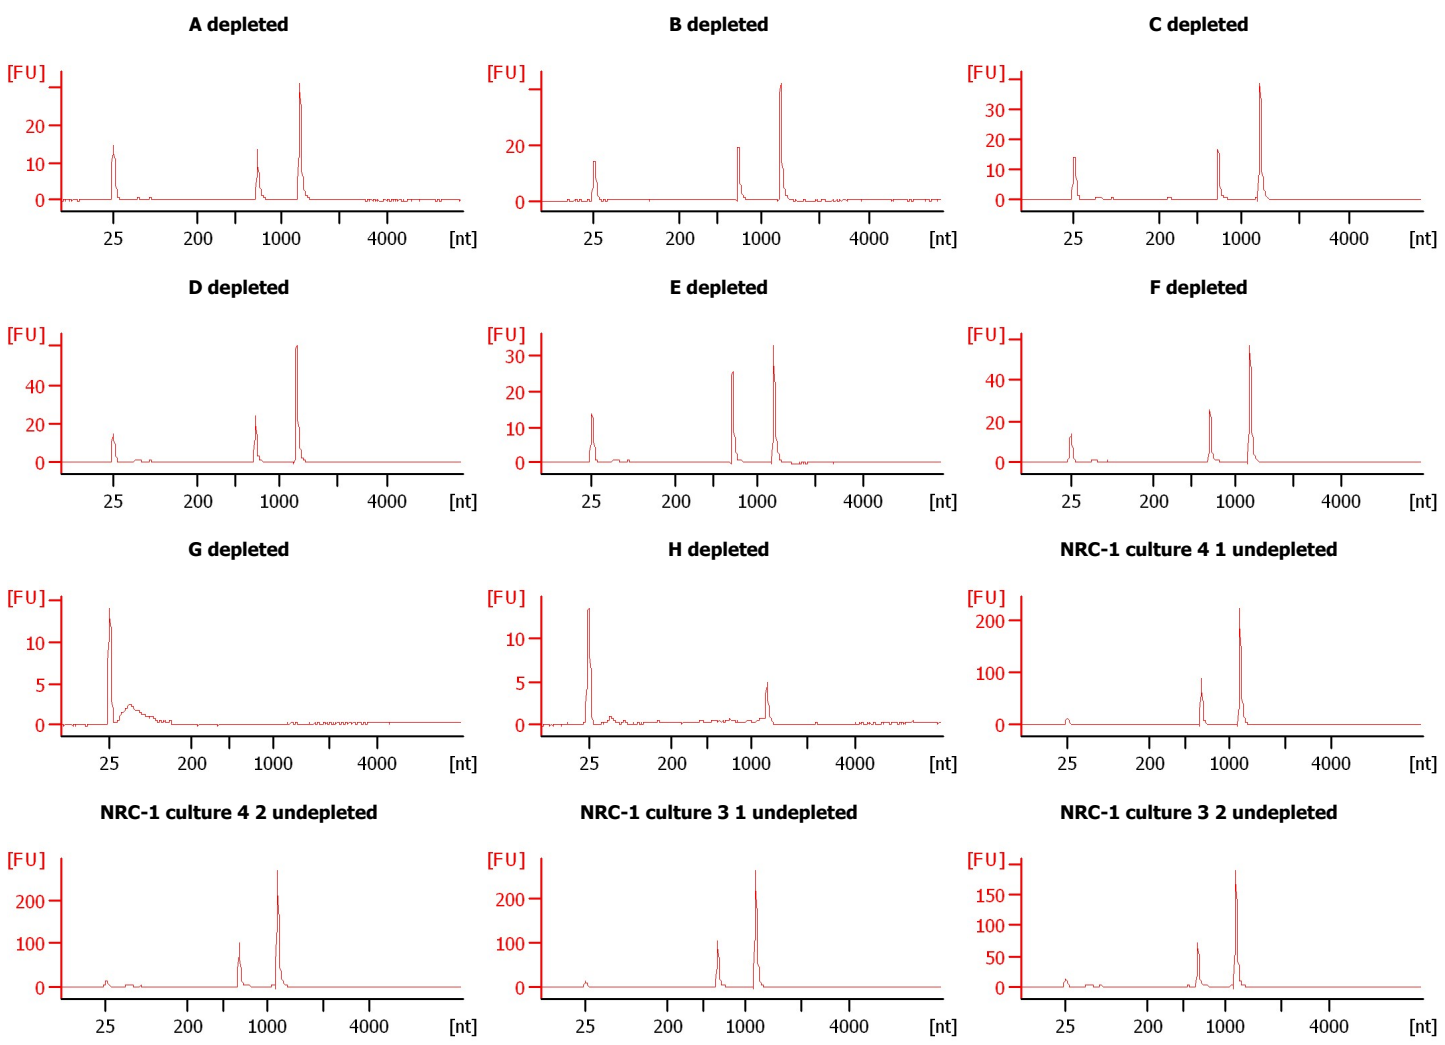 A depleted B depleted C depleted
[FU] [FU] [FU]
30
20 20
20
10 10
0 0 0
25 200 1000 4000 [nt] 25 200 1000 4000 [nt] 25 200 1000 4000 [nt]
D depleted E depleted F depleted
[FU] [FU] [FU]
30
40 20 40
20 10 20
0 0 0
25 200 1000 4000 [nt] 25 200 1000 4000 [nt] 25 200 1000 4000 [nt]
G depleted H depleted NRC-1 culture 4 1 undepleted
[FU] [FU] [FU]
200
10 10
100
5 5
0 0 0
25 200 1000 4000 [nt] 25 200 1000 4000 [nt] 25 200 1000 4000 [nt]
NRC-1 culture 4 2 undepleted NRC-1 culture 3 1 undepleted NRC-1 culture 3 2 undepleted
[FU] [FU] [FU]
200 200 150
100 100 100
50
0 0 0
25 200 1000 4000 [nt] 25 200 1000 4000 [nt] 25 200 1000 4000 [nt]